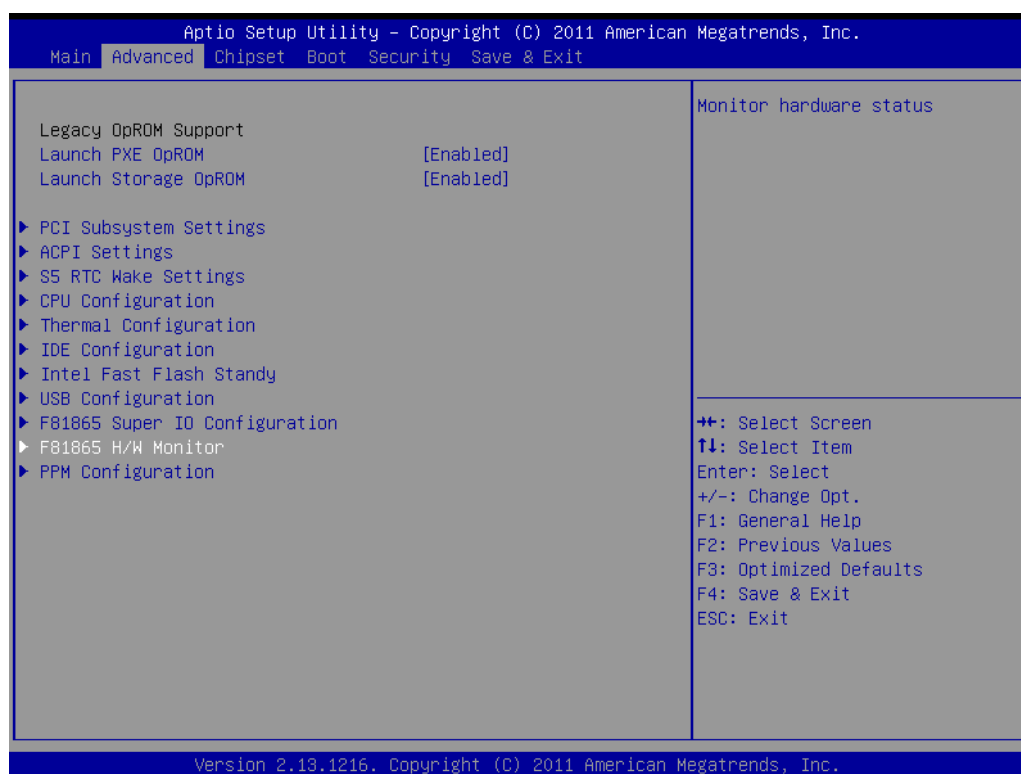 Aptio Setup Utility – Copyright (C) 2011 American Megatrends, Inc.
Main Advanced Chipset Boot Security Save & Exit
Legacy OpROM Support
Launch PXE OpROM [Enabled]
Launch Storage OpROM [Enabled]
▶ PCI Subsystem Settings
▶ ACPI Settings
▶ S5 RTC Wake Settings
▶ CPU Configuration
▶ Thermal Configuration
▶ IDE Configuration
▶ Intel Fast Flash Standy
▶ USB Configuration
▶ F81865 Super IO Configuration
▶ F81865 H/W Monitor
▶ PPM Configuration
Monitor hardware status
→←: Select Screen
↑↓: Select Item
Enter: Select
+/-: Change Opt.
F1: General Help
F2: Previous Values
F3: Optimized Defaults
F4: Save & Exit
ESC: Exit
Version 2.13.1216. Copyright (C) 2011 American Megatrends, Inc.